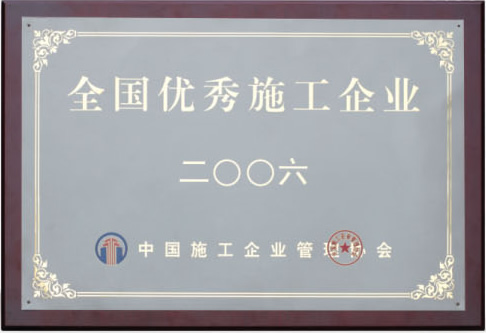 全国优秀施工企业
二〇〇六
中国施工企业管理协会